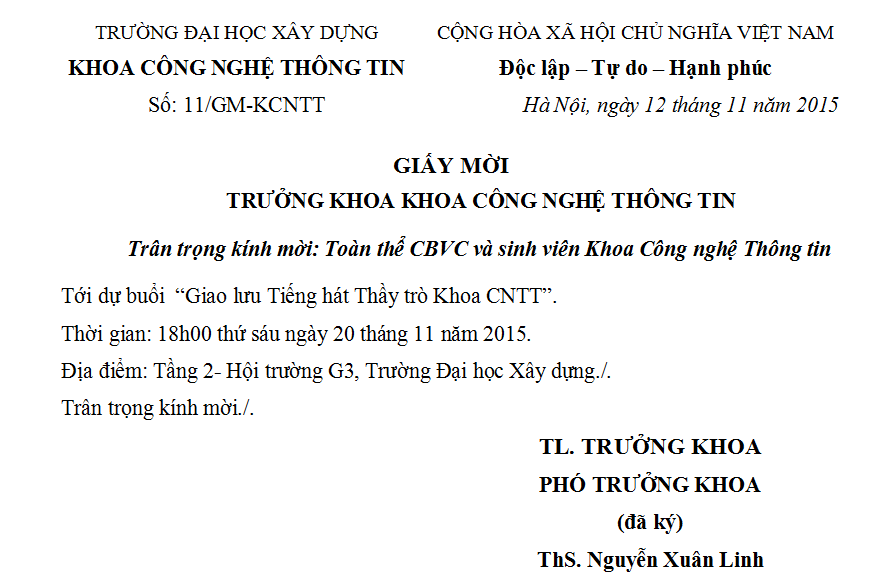 TRƯỜNG ĐẠI HỌC XÂY DỰNG
CỘNG HÒA XÃ HỘI CHỦ NGHĨA VIỆT NAM
KHOA CÔNG NGHỆ THÔNG TIN
Độc lập – Tự do – Hạnh phúc
Số: 11/GM-KCNTT
Hà Nội, ngày 12 tháng 11 năm 2015
GIẤY MỜI
TRƯỞNG KHOA KHOA CÔNG NGHỆ THÔNG TIN
Trân trọng kính mời: Toàn thể CBVC và sinh viên Khoa Công nghệ Thông tin
Tới dự buổi “Giao lưu Tiếng hát Thầy trò Khoa CNTT”.
Thời gian: 18h00 thứ sáu ngày 20 tháng 11 năm 2015.
Địa điểm: Tầng 2- Hội trường G3, Trường Đại học Xây dựng./.
Trân trọng kính mời./.
TL. TRƯỞNG KHOA
PHÓ TRƯỞNG KHOA
(đã ký)
ThS. Nguyễn Xuân Linh